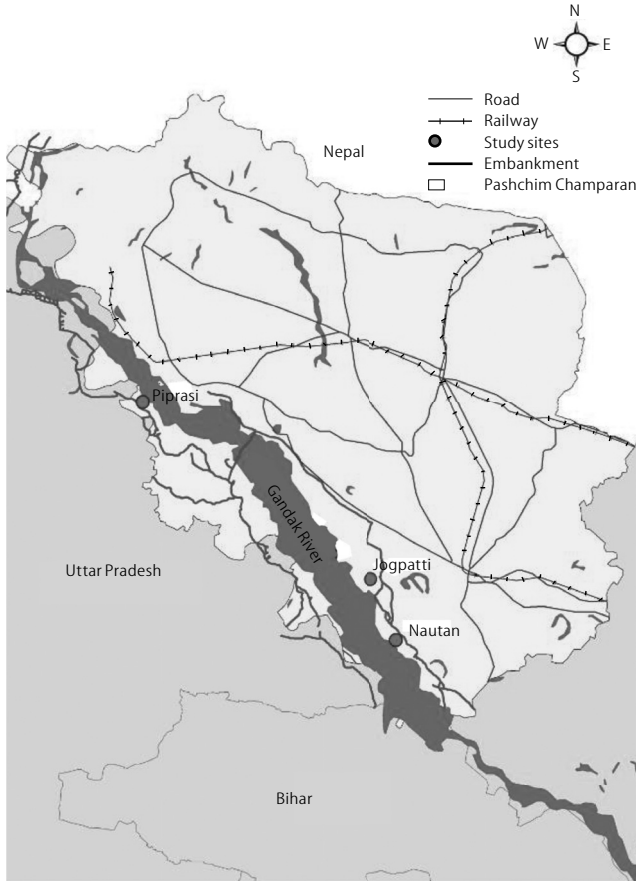 N
W E
S
Road
Railway
Nepal
Study sites
Embankment
Pashchim Champaran
Piprasi
Gandak River
Uttar Pradesh
Jogpatti
Nautan
Bihar